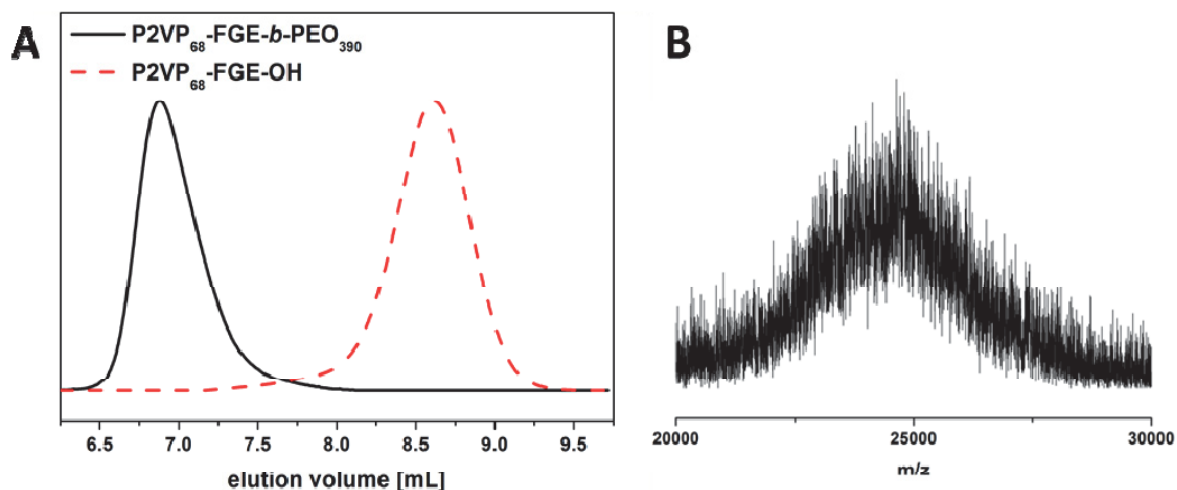 A
P2VP68-FGE-b-PEO390
P2VP68-FGE-OH
6.5 7.0 7.5 8.0 8.5 9.0 9.5
elution volume [mL]
B
20000 25000 30000
m/z